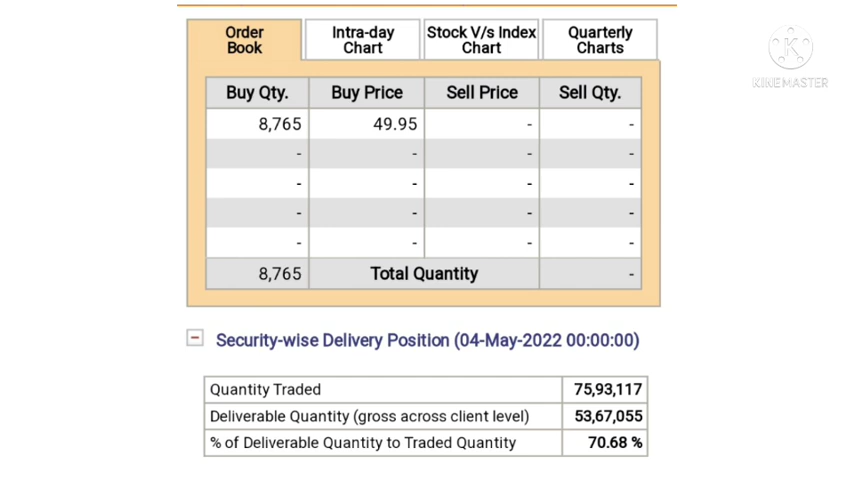 Order Book
Intra-day Chart
Stock V/s Index Chart
Quarterly Charts
K
KINEMASTER
Buy Qty. Buy Price Sell Price Sell Qty.
8,765 49.95 - -
- - - -
- - - -
- - - -
- - - -
8,765 Total Quantity -
Security-wise Delivery Position (04-May-2022 00:00:00)
Quantity Traded 75,93,117
Deliverable Quantity (gross across client level) 53,67,055
% of Deliverable Quantity to Traded Quantity 70.68 %